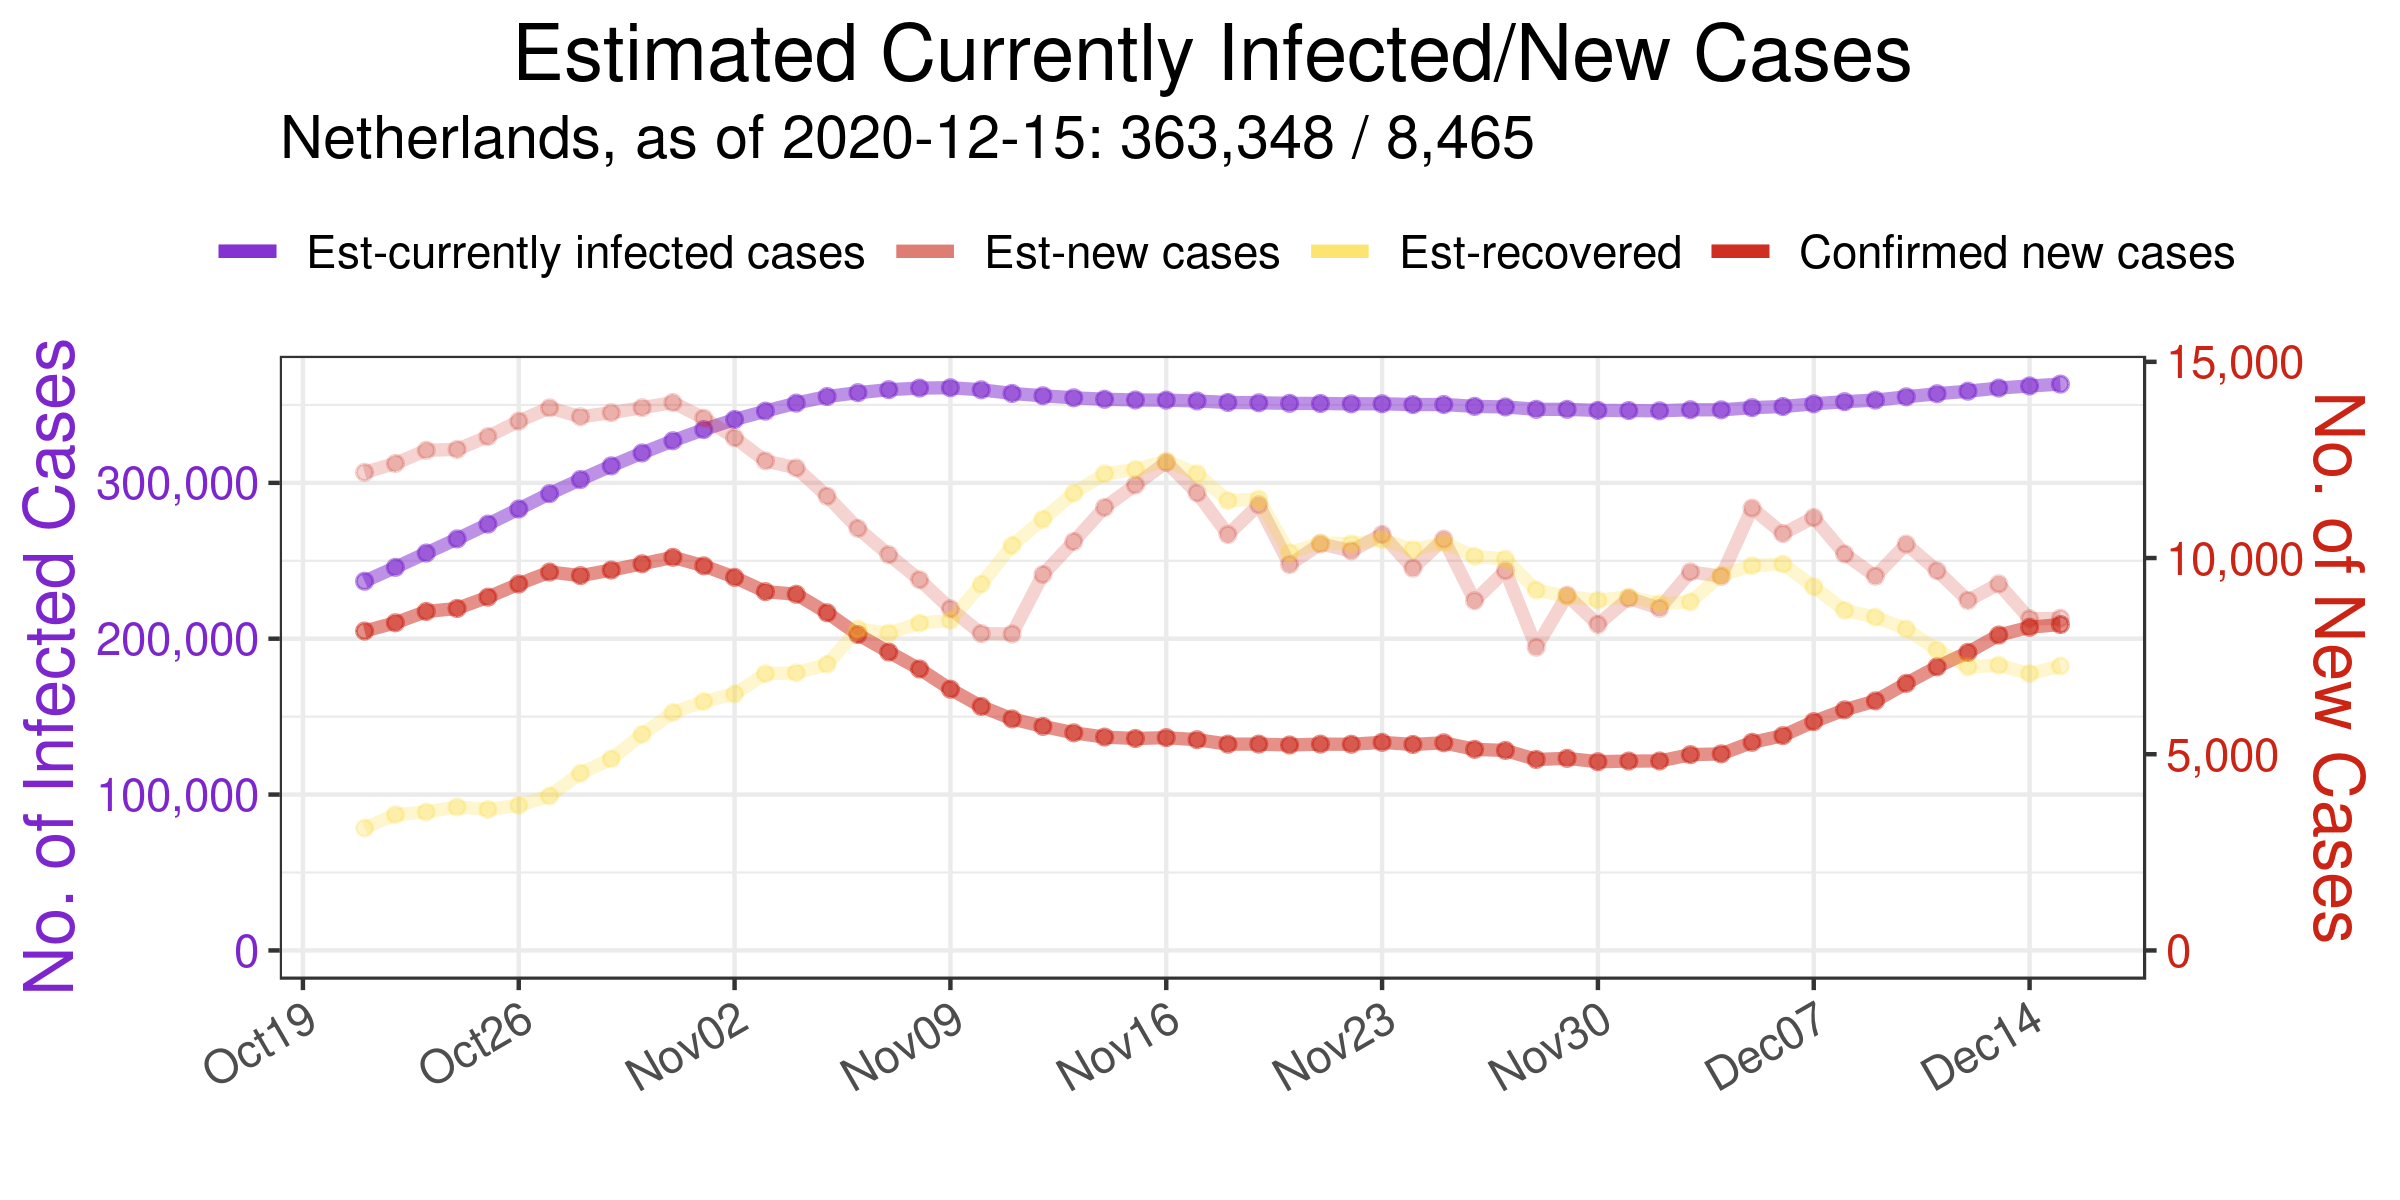 Estimated Currently Infected/New Cases
Netherlands, as of 2020-12-15: 363,348 / 8,465
Est-currently infected cases Est-new cases Est-recovered Confirmed new cases
No. of Infected Cases
300,000
200,000
100,000
0
15,000
10,000
5,000
0
No. of New Cases
Oct19 Oct26 Nov02 Nov09 Nov16 Nov23 Nov30 Dec07 Dec14